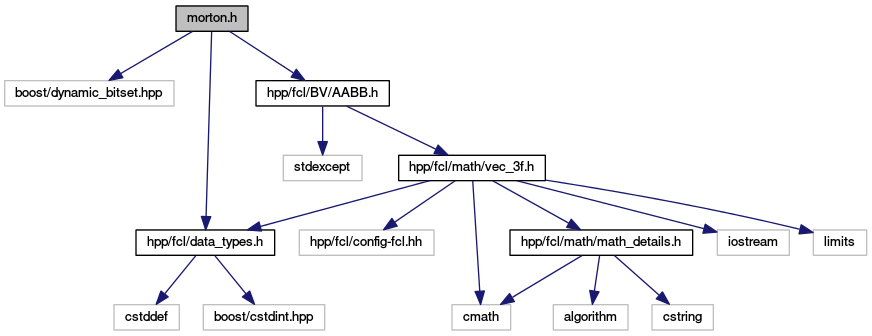 morton.h
boost/dynamic_bitset.hpp
hpp/fcl/BV/AABB.h
stdexcept
hpp/fcl/math/vec_3f.h
hpp/fcl/data_types.h
hpp/fcl/config-fcl.hh
hpp/fcl/math/math_details.h
iostream
limits
cstddef
boost/cstdint.hpp
cmath
algorithm
cstring